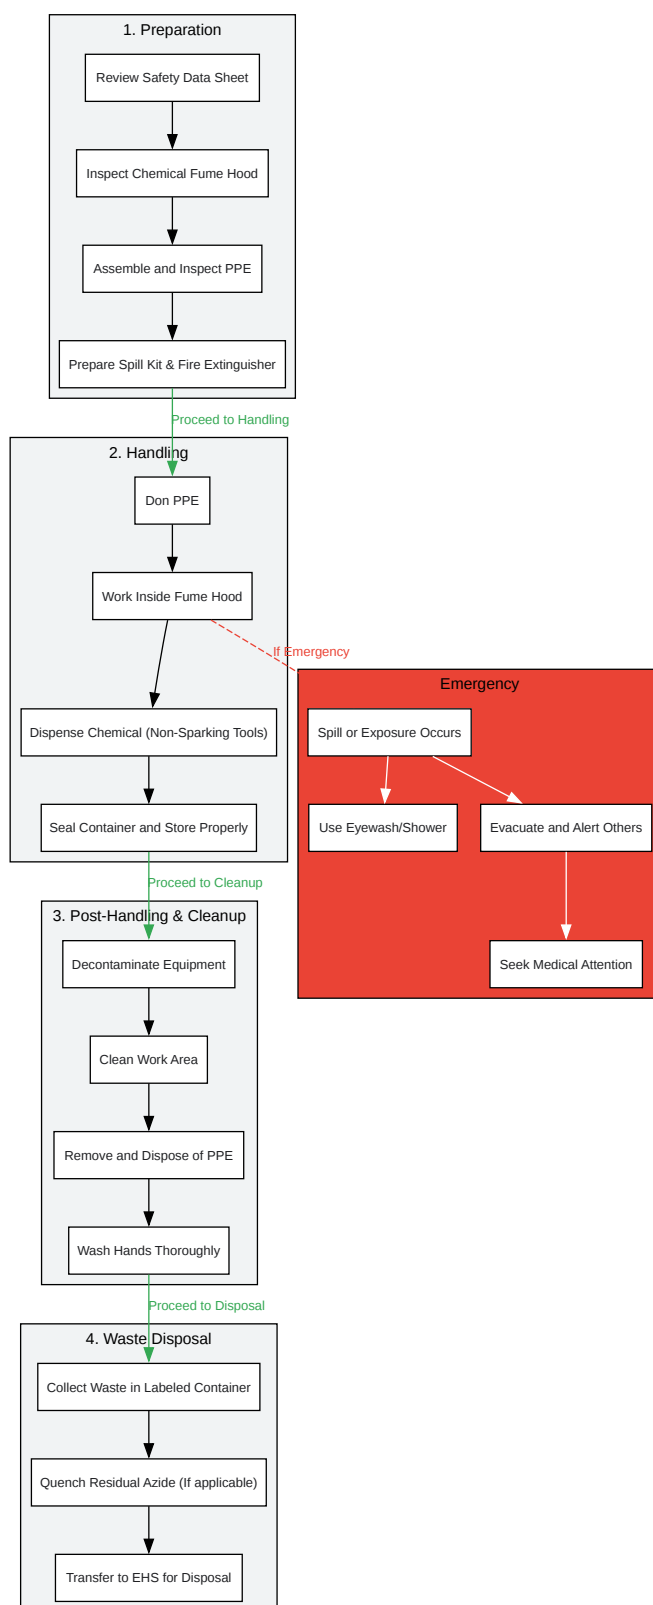 1. Preparation
Review Safety Data Sheet
Inspect Chemical Fume Hood
Assemble and Inspect PPE
Prepare Spill Kit & Fire Extinguisher
Proceed to Handling
2. Handling
Don PPE
Work Inside Fume Hood
If Emergency
Dispense Chemical (Non-Sparking Tools)
Seal Container and Store Properly
Emergency
Spill or Exposure Occurs
Use Eyewash/Shower
Evacuate and Alert Others
Seek Medical Attention
Proceed to Cleanup
3. Post-Handling & Cleanup
Decontaminate Equipment
Clean Work Area
Remove and Dispose of PPE
Wash Hands Thoroughly
Proceed to Disposal
4. Waste Disposal
Collect Waste in Labeled Container
Quench Residual Azide (If applicable)
Transfer to EHS for Disposal